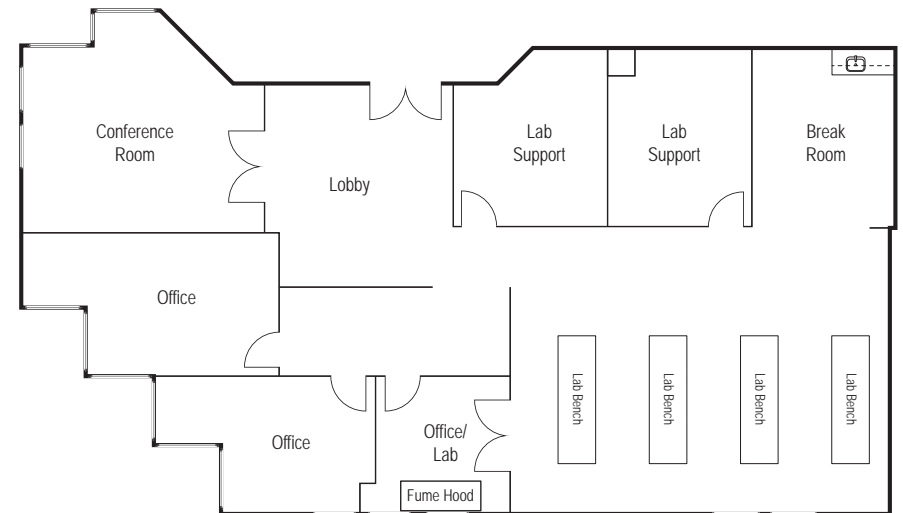 Conference
Room
Lobby
Lab
Support
Lab
Support
Break
Room
Office
Office
Office/
Lab
Fume Hood
Lab Bench
Lab Bench
Lab Bench
Lab Bench